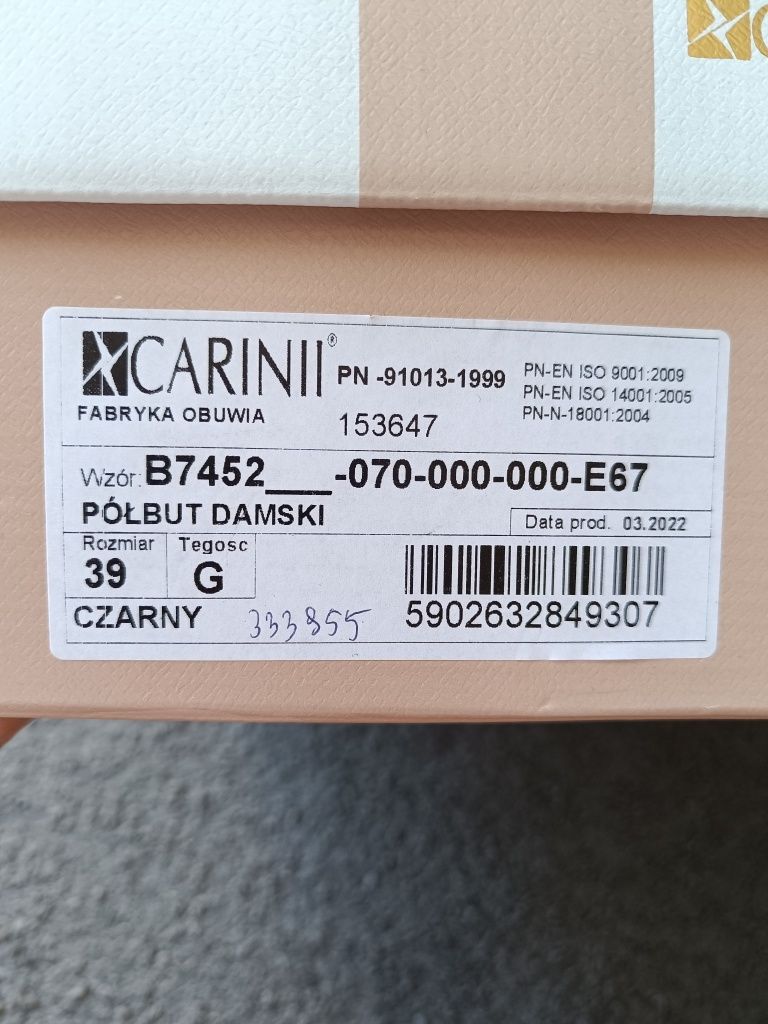 CARINII®
FABRYKA OBUWIA
PN -91013-1999
153647
PN-EN ISO 9001:2009
PN-EN ISO 14001:2005
PN-N-18001:2004
Wzór: B7452___-070-000-000-E67
PÓŁBUT DAMSKI
Data prod. 03.2022
Rozmiar
39
Tęgosc
G
CZARNY
333855
5902632849307